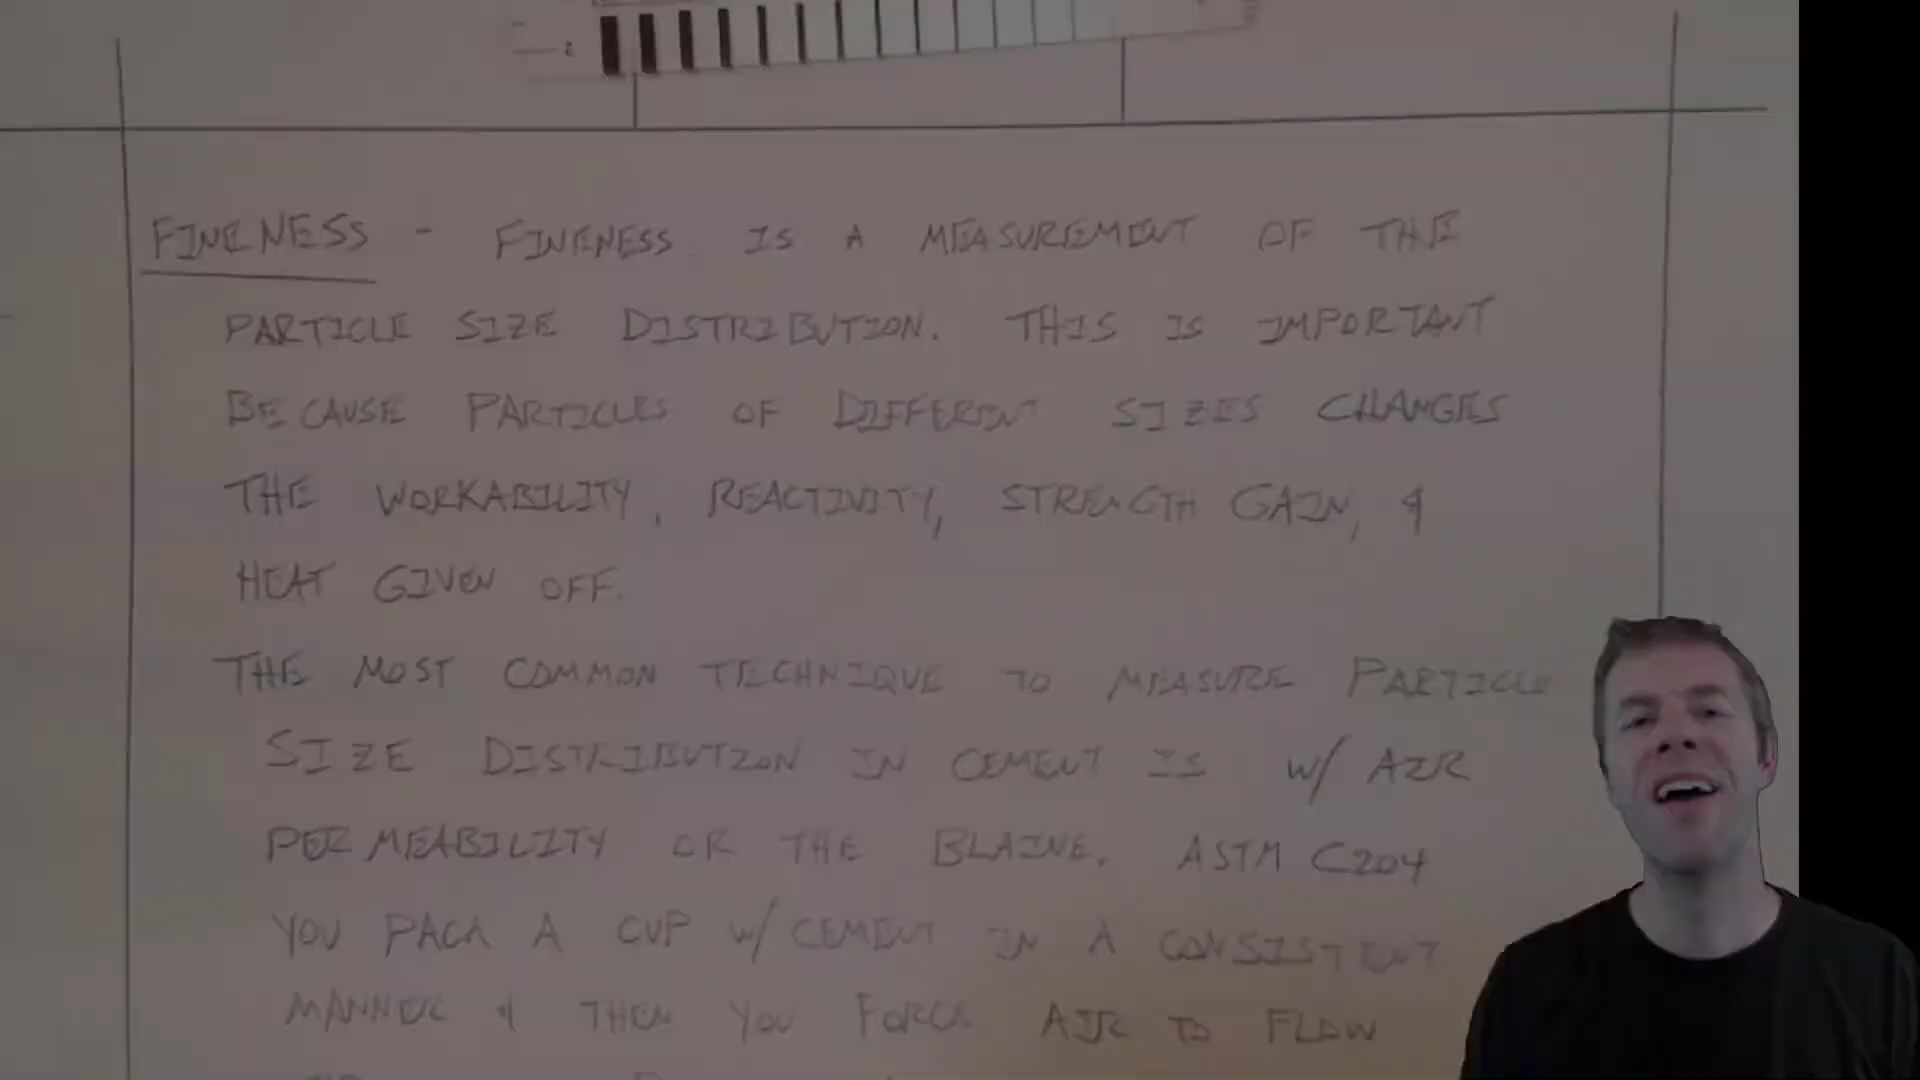 2
FINENESS - FINENESS IS A MEASUREMENT OF THE
PARTICLE SIZE DISTRIBUTION. THIS IS IMPORTANT
BECAUSE PARTICLES OF DIFFERENT SIZES CHANGES
THE WORKABILITY, REACTIVITY, STRENGTH GAIN, &
HEAT GIVEN OFF.
THE MOST COMMON TECHNIQUE TO MEASURE PARTICLE
SIZE DISTRIBUTION IN CEMENT IS W/ AIR
PERMEABILITY OR THE BLAINE. ASTM C204
YOU PACK A CUP W/ CEMENT IN A CONSISTENT
MANNER & THEN YOU FORCE AIR TO FLOW